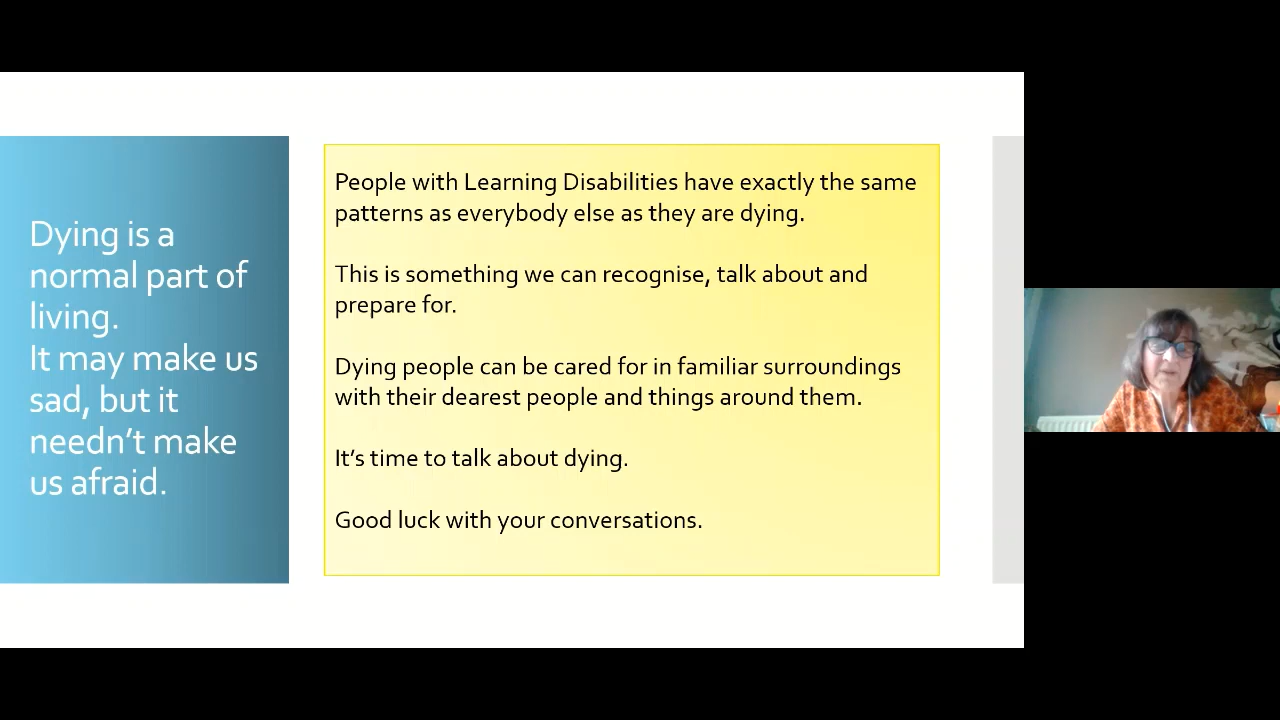 Dying is a
normal part of
living.
It may make us
sad, but it
needn’t make
us afraid.
People with Learning Disabilities have exactly the same
patterns as everybody else as they are dying.
This is something we can recognise, talk about and
prepare for.
Dying people can be cared for in familiar surroundings
with their dearest people and things around them.
It’s time to talk about dying.
Good luck with your conversations.